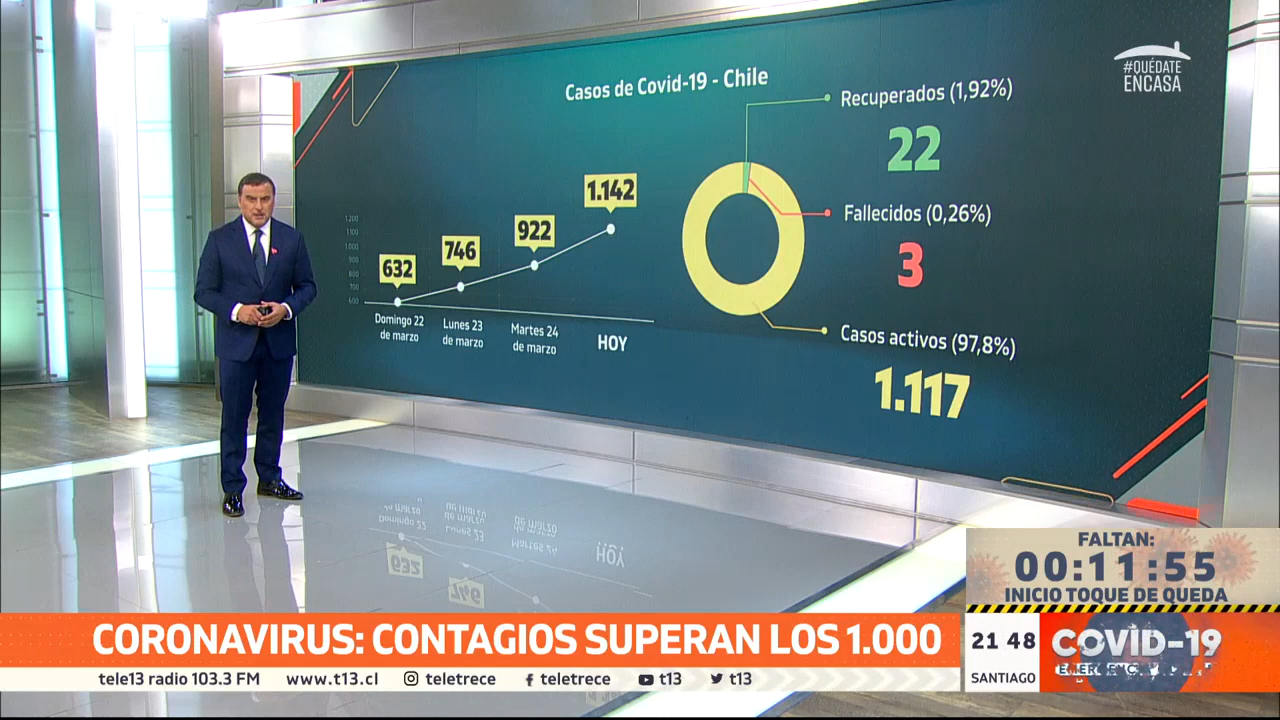 #QUÉDATE
ENCASA
Casos de Covid-19 - Chile
Recuperados (1,92%)
22
Fallecidos (0,26%)
3
Casos activos (97,8%)
1.117
1.142
922
746
632
1.200
1.100
1.000
900
800
700
600
Domingo 22
de marzo
Lunes 23
de marzo
Martes 24
de marzo
HOY
FALTAN:
00:11:55
INICIO TOQUE DE QUEDA
CORONAVIRUS: CONTAGIOS SUPERAN LOS 1.000
21 48
SANTIAGO
COVID-19
tele13 radio 103.3 FM www.t13.cl teletrece teletrece t13 t13